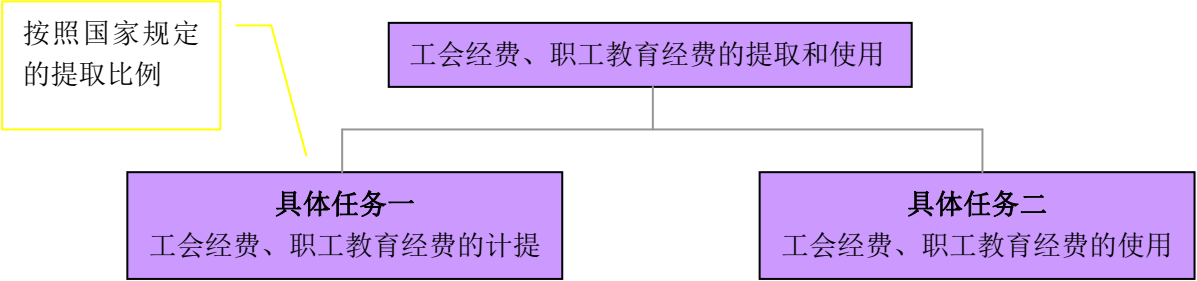 按照国家规定
的提取比例
工会经费、职工教育经费的提取和使用
具体任务一
工会经费、职工教育经费的计提
具体任务二
工会经费、职工教育经费的使用